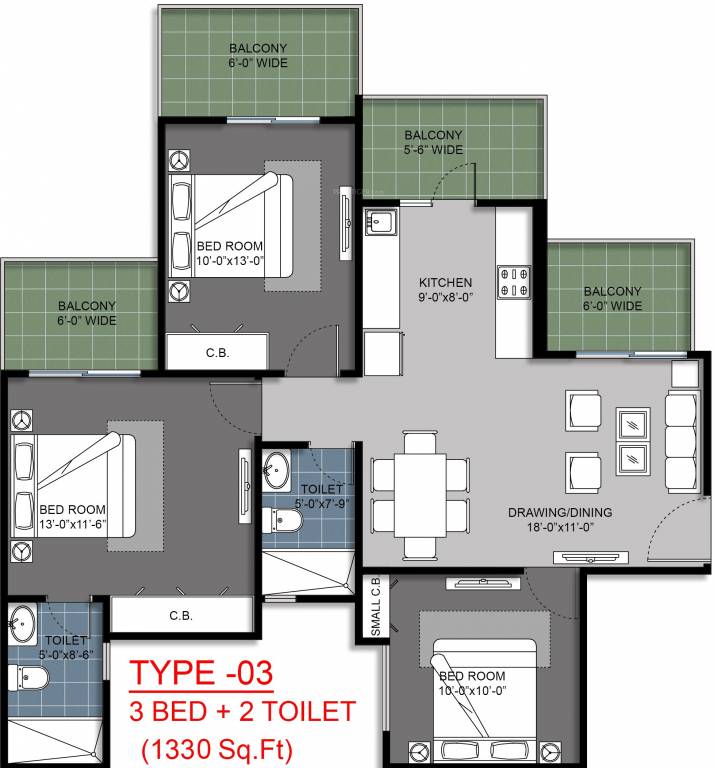 BALCONY
6'-0" WIDE
BALCONY
5'-6" WIDE
BED ROOM
10'-0"x13'-0"
KITCHEN
9'-0"x8'-0"
BALCONY
6'-0" WIDE
BALCONY
6'-0" WIDE
C.B.
BED ROOM
13'-0"x11'-6"
TOILET
5'-0"x7'-9"
DRAWING/DINING
18'-0"x11'-0"
C.B.
SMALL C.B.
TOILET
5'-0"x8'-6"
BED ROOM
10'-0"x10'-0"
TYPE -03
3 BED + 2 TOILET
(1330 Sq.Ft)